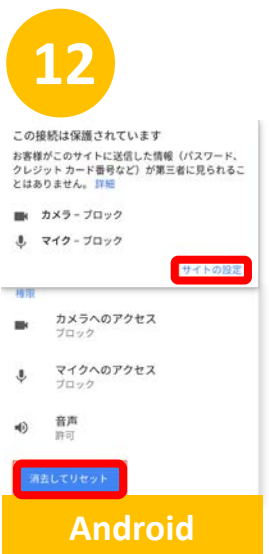 12
この接続は保護されています
お客様がこのサイトに送信した情報（パスワード、
クレジット カード番号など）が第三者に見られるこ
とはありません。 詳細
カメラ – ブロック
マイク – ブロック
サイトの設定
権限
カメラへのアクセス
ブロック
マイクへのアクセス
ブロック
音声
許可
消去してリセット
Android